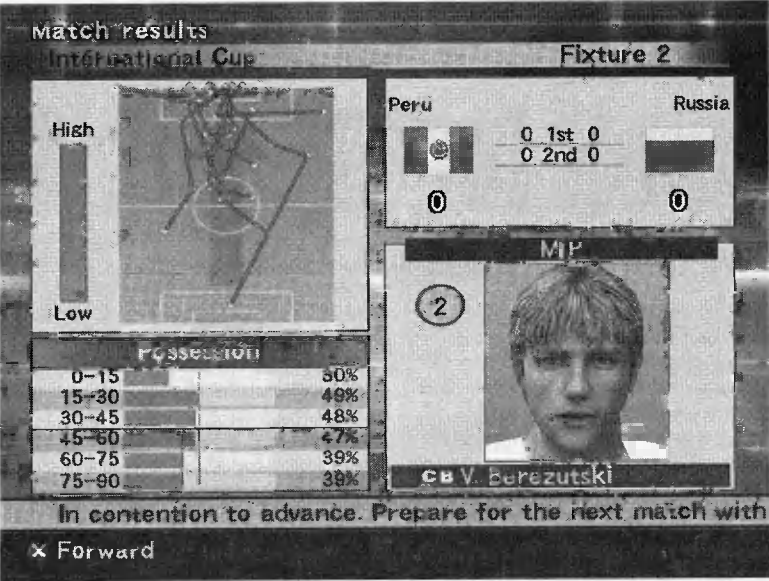 Match results
International Cup
Fixture 2
High
Low
Peru
Russia
0 1st 0
0 2nd 0
0
0
2
Possession
0-15 30%
15-30 49%
30-45 48%
45-60 47%
60-75 39%
75-90 39%
CB V. Berezutski
In contention to advance. Prepare for the next match with
× Forward